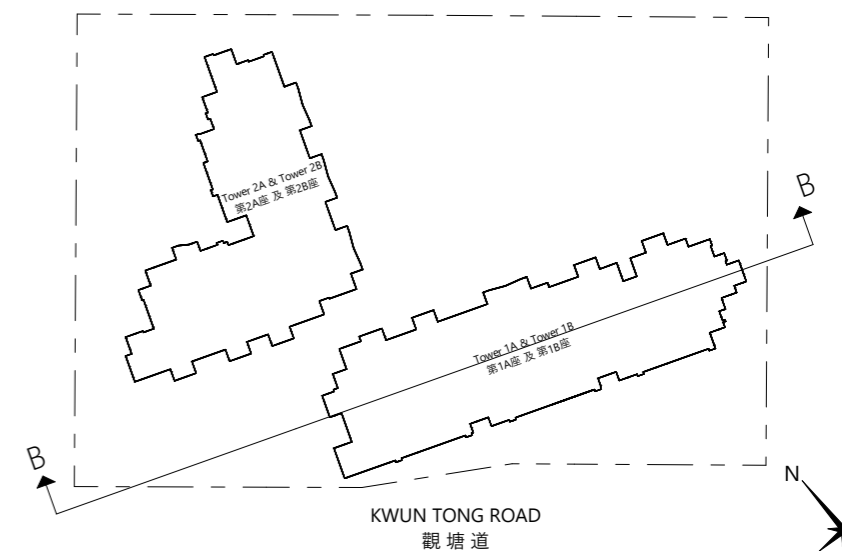 Tower 2A & Tower 2B
第2A座 及 第2B座
B
Tower 1A & Tower 1B
第1A座 及 第1B座
B
N
KWUN TONG ROAD
觀塘道